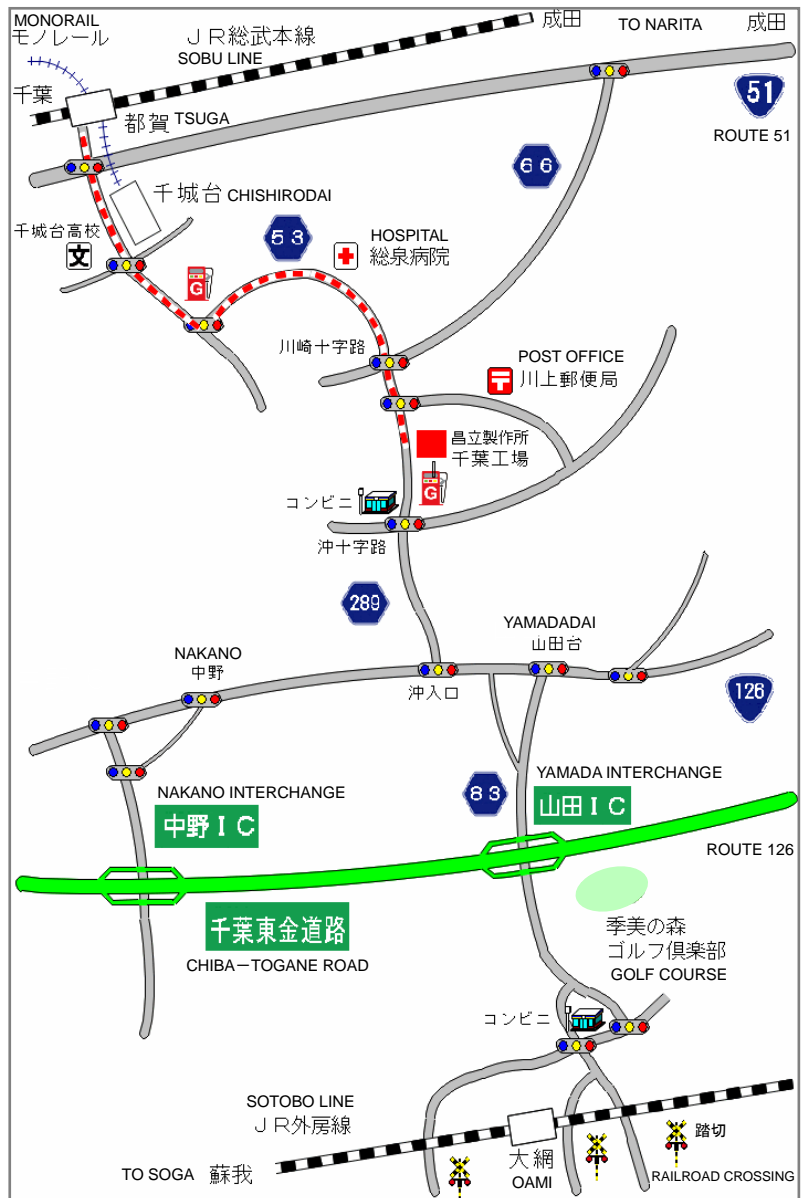 MONORAIL
モノレール
ＪＲ総武本線
SOBU LINE
成田
TO NARITA
成田
千葉
都賀 TSUGA
51
ROUTE 51
66
千城台 CHISHIRODAI
千城台高校
文
53
HOSPITAL
総泉病院
G
川崎十字路
POST OFFICE
川上郵便局
〒
昌立製作所
千葉工場
G
コンビニ
沖十字路
289
YAMADADAI
山田台
NAKANO
中野
沖入口
126
NAKANO INTERCHANGE
中野ＩＣ
83
YAMADA INTERCHANGE
山田ＩＣ
ROUTE 126
千葉東金道路
CHIBA－TOGANE ROAD
季美の森
ゴルフ倶楽部
GOLF COURSE
コンビニ
SOTOBO LINE
ＪＲ外房線
踏切
TO SOGA 蘇我
大網
OAMI
RAILROAD CROSSING